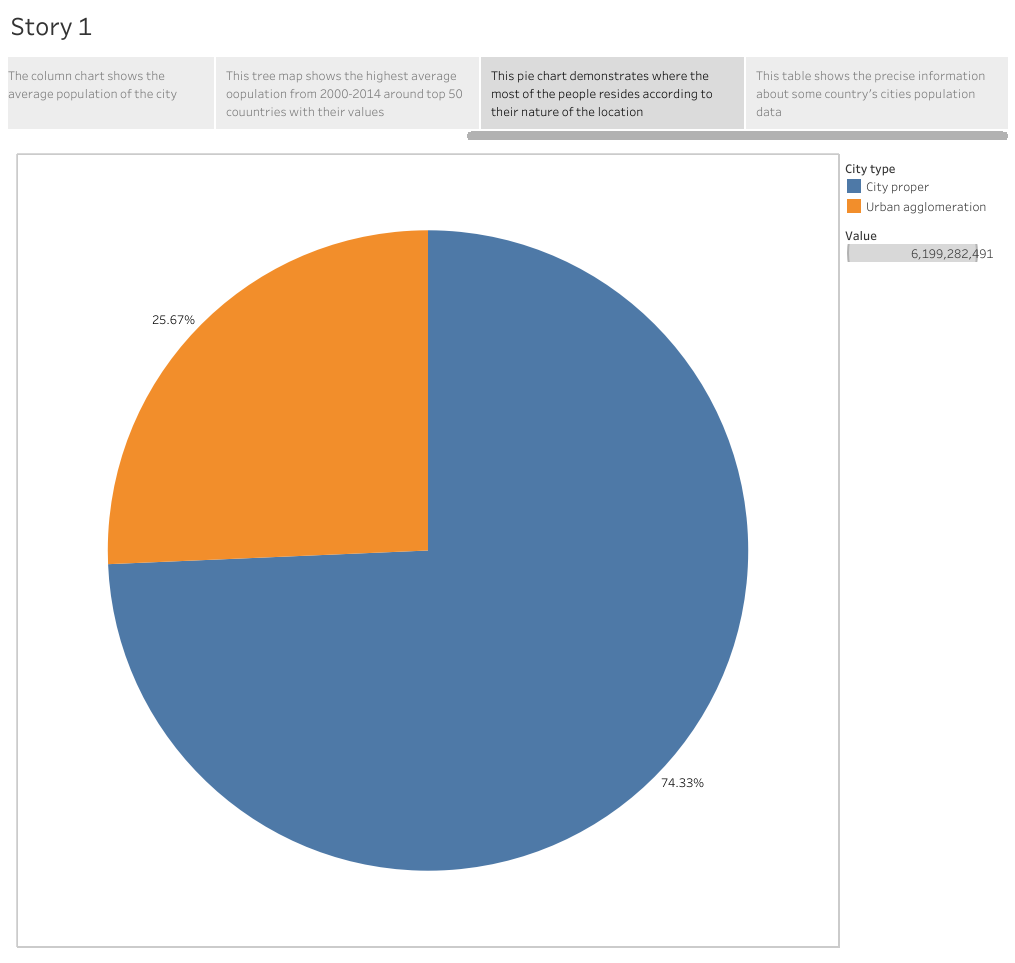 Story 1
The column chart shows the
average population of the city
This tree map shows the highest average
oopulation from 2000-2014 around top 50
couuntries with their values
This pie chart demonstrates where the
most of the people resides according to
their nature of the location
This table shows the precise information
about some country's cities population
data
City type
City proper
Urban agglomeration
Value
6,199,282,491
25.67%
74.33%